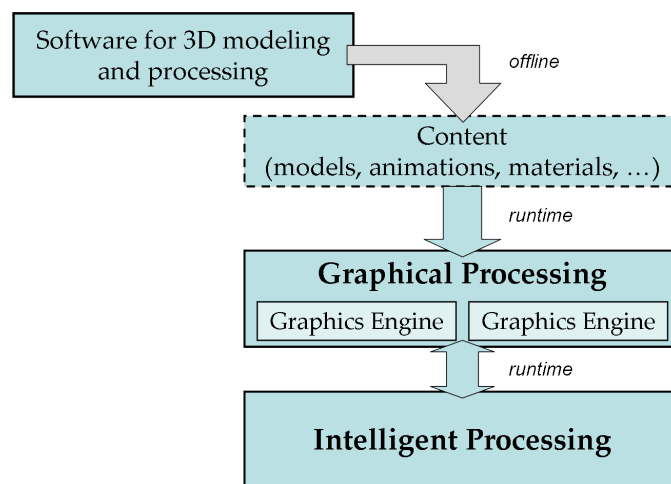 Software for 3D modeling
and processing
offline
Content
(models, animations, materials, …)
runtime
Graphical Processing
Graphics Engine
Graphics Engine
runtime
Intelligent Processing